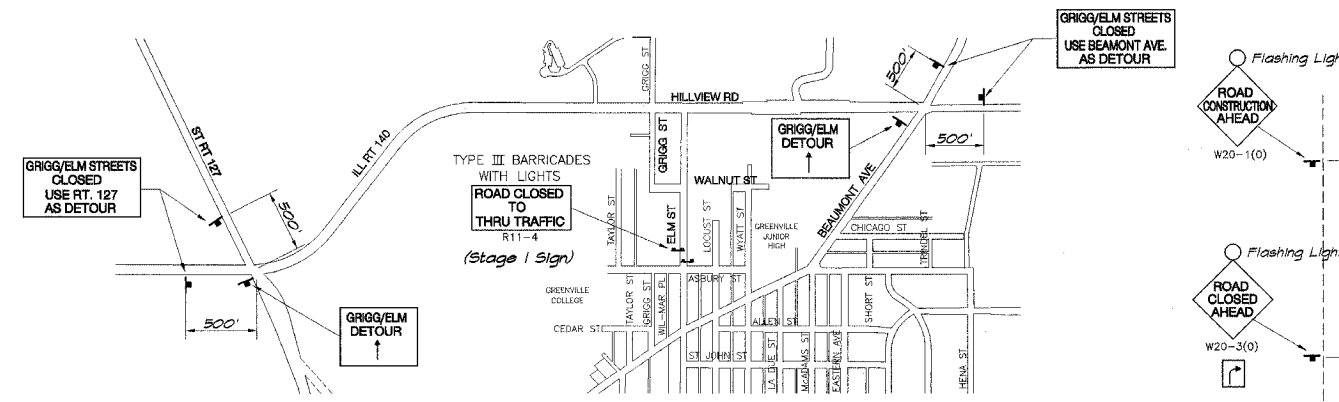 GRIGG/ELM STREETS
CLOSED
USE BEAMONT AVE.
AS DETOUR
Flashing Ligh
ROAD
CONSTRUCTION
AHEAD
W20-1(O)
500'
GRIGG ST
HILLVIEW RD
GRIGG/ELM
DETOUR
500'
ST RT 127
ILL RT 140
GRIGG/ELM STREETS
CLOSED
USE RT. 127
AS DETOUR
500'
500'
GRIGG/ELM
DETOUR
TYPE III BARRICADES
WITH LIGHTS
ROAD CLOSED
TO
THRU TRAFFIC
R11-4
(Stage I Sign)
GRIGG ST
WALNUT ST
TAYLOR ST
ELM ST
LOCUST ST
WYATT ST
GREENVILLE
JUNIOR
HIGH
BEAUMONT AVE
CHICAGO ST
TRINDEL ST
ASBURY ST
GREENVILLE
COLLEGE
TAYLOR ST
GRIGG ST
WIL-MAR PL
CEDAR ST
ALLEN ST
SHORT ST
ST JOHN ST
LA DUE ST
McADAMS ST
EASTERN AVE
HENA ST
Flashing Ligh
ROAD
CLOSED
AHEAD
W20-3(O)